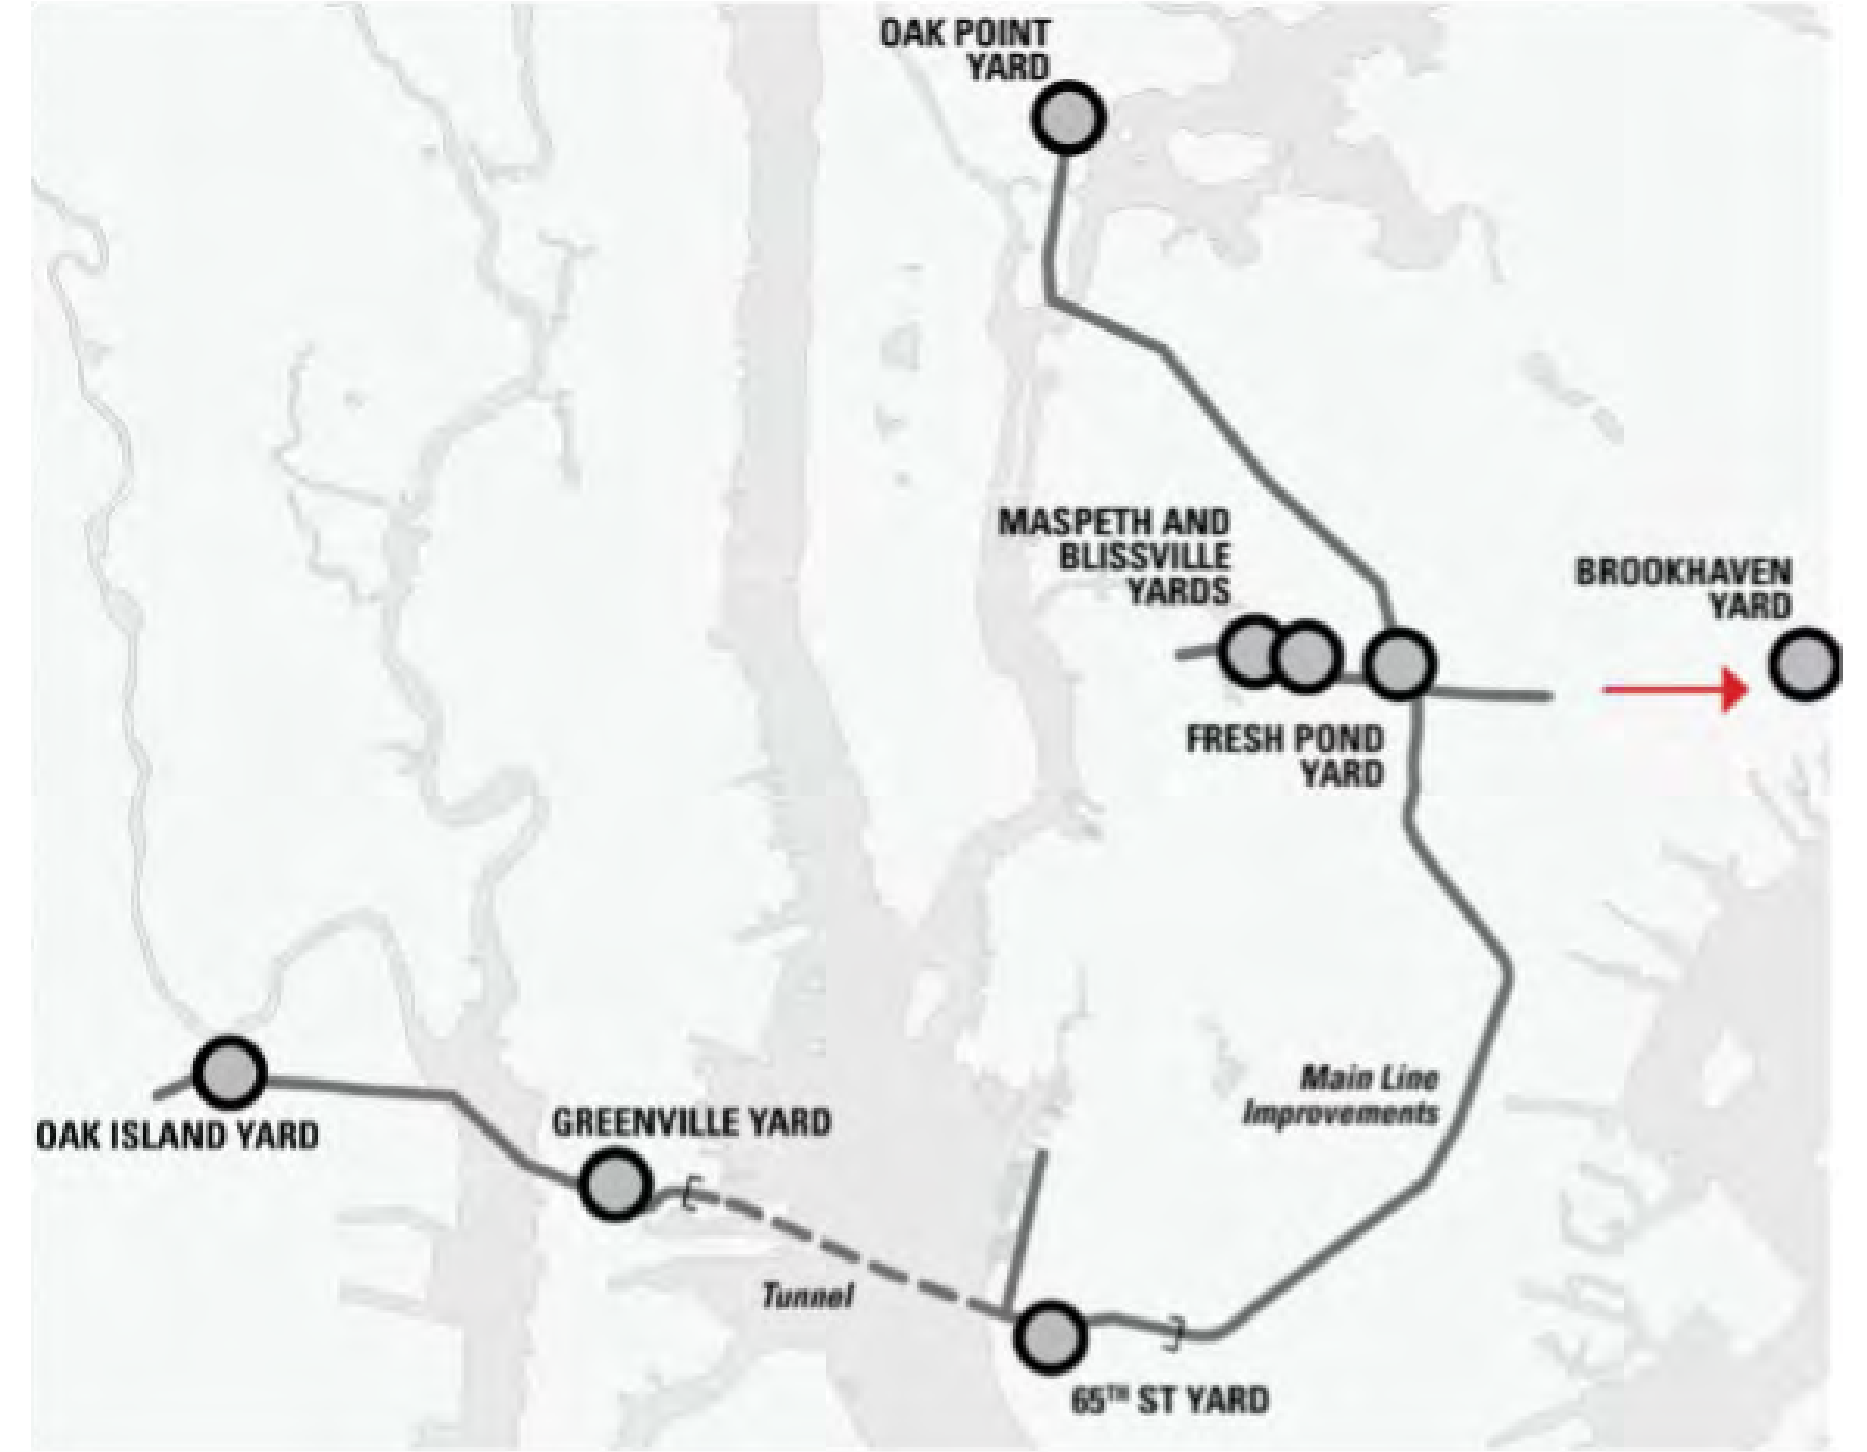 OAK POINT
YARD
MASPETH AND
BLISSVILLE
YARDS
BROOKHAVEN
YARD
FRESH POND
YARD
Main Line
Improvements
OAK ISLAND YARD
GREENVILLE YARD
Tunnel
65TH ST YARD